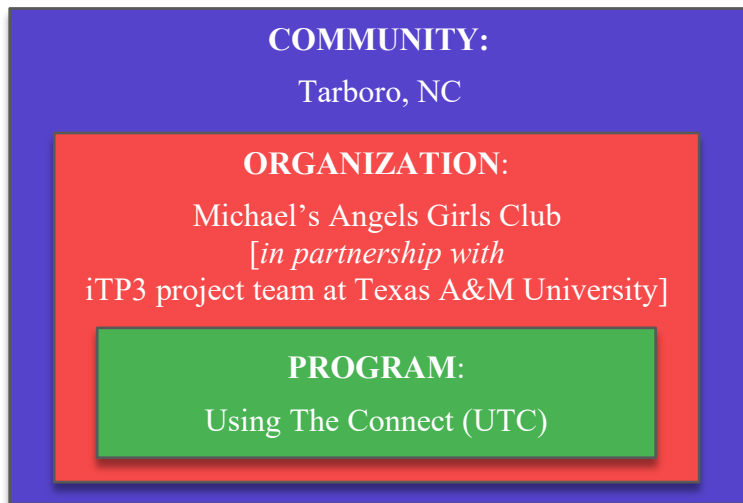 COMMUNITY:
Tarboro, NC
ORGANIZATION:
Michael’s Angels Girls Club
[in partnership with
iTP3 project team at Texas A&M University]
PROGRAM:
Using The Connect (UTC)